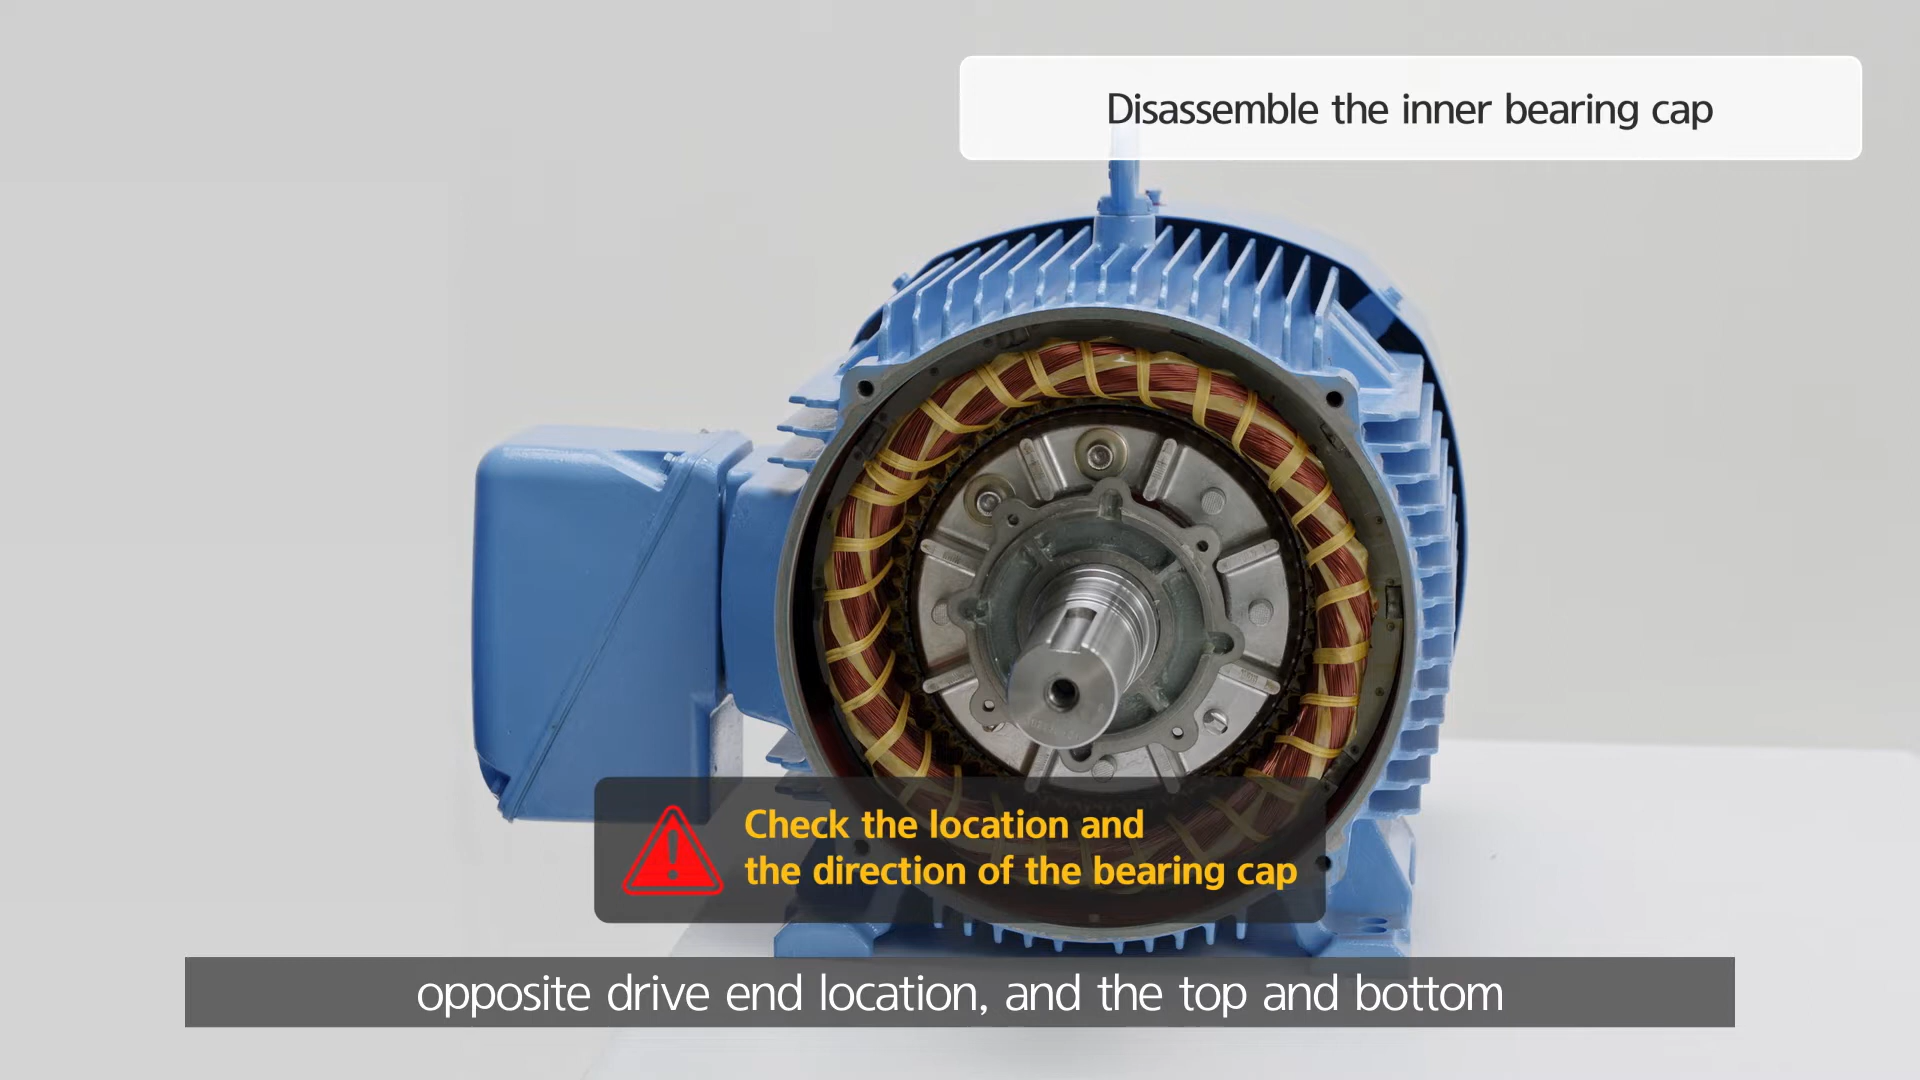 Disassemble the inner bearing cap
Check the location and
the direction of the bearing cap
opposite drive end location, and the top and bottom